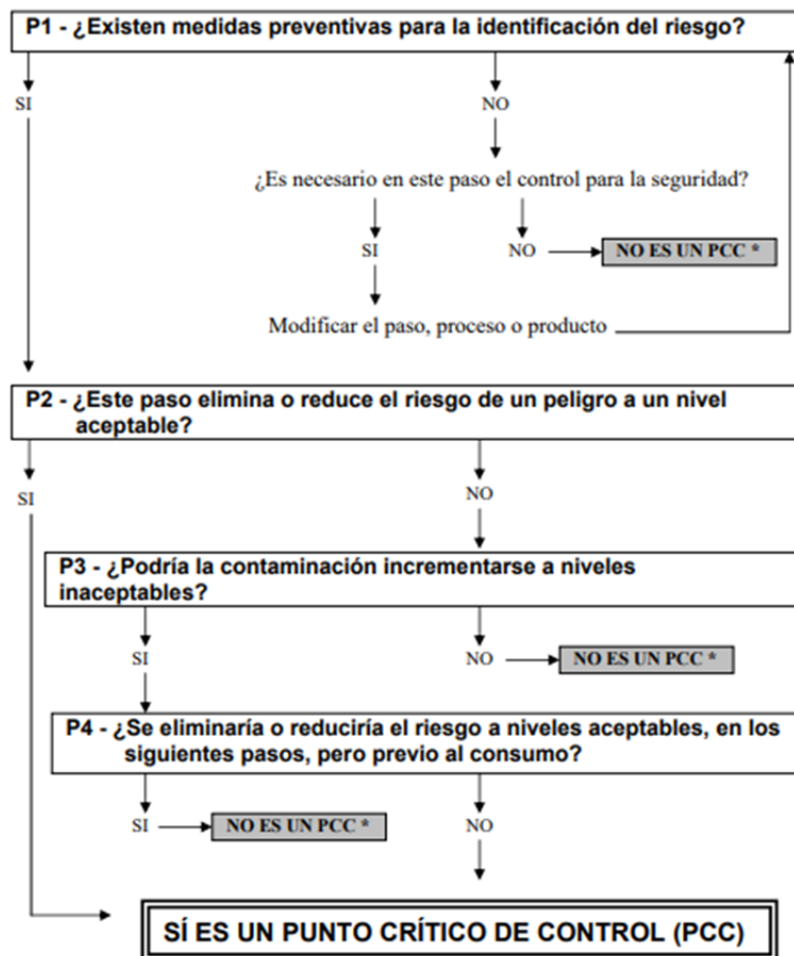 P1 - ¿Existen medidas preventivas para la identificación del riesgo?
SI
NO
¿Es necesario en este paso el control para la seguridad?
SI
NO
NO ES UN PCC *
Modificar el paso, proceso o producto
P2 - ¿Este paso elimina o reduce el riesgo de un peligro a un nivel
aceptable?
SI
NO
P3 - ¿Podría la contaminación incrementarse a niveles
inaceptables?
SI
NO
NO ES UN PCC *
P4 - ¿Se eliminaría o reduciría el riesgo a niveles aceptables, en los
siguientes pasos, pero previo al consumo?
SI
NO ES UN PCC *
NO
SÍ ES UN PUNTO CRÍTICO DE CONTROL (PCC)